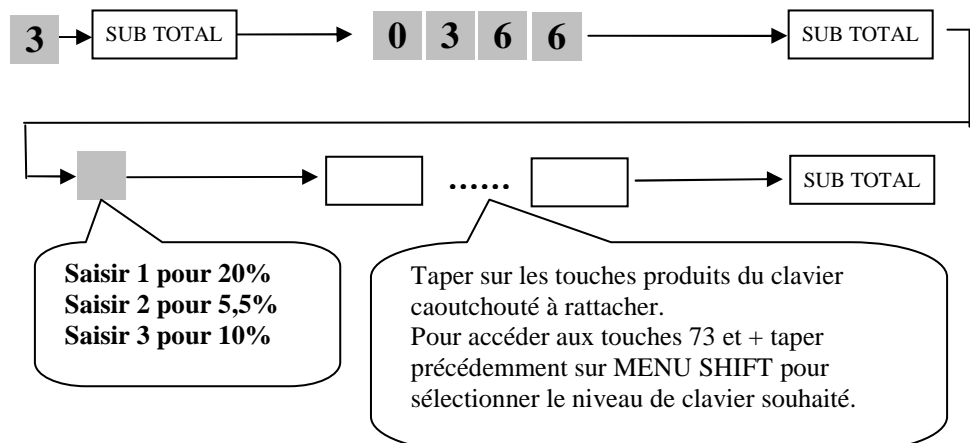 3 SUB TOTAL 0 3 6 6 SUB TOTAL
...... SUB TOTAL
Saisir 1 pour 20%
Saisir 2 pour 5,5%
Saisir 3 pour 10%
Taper sur les touches produits du clavier
caoutchouté à rattacher.
Pour accéder aux touches 73 et + taper
précédemment sur MENU SHIFT pour
sélectionner le niveau de clavier souhaité.